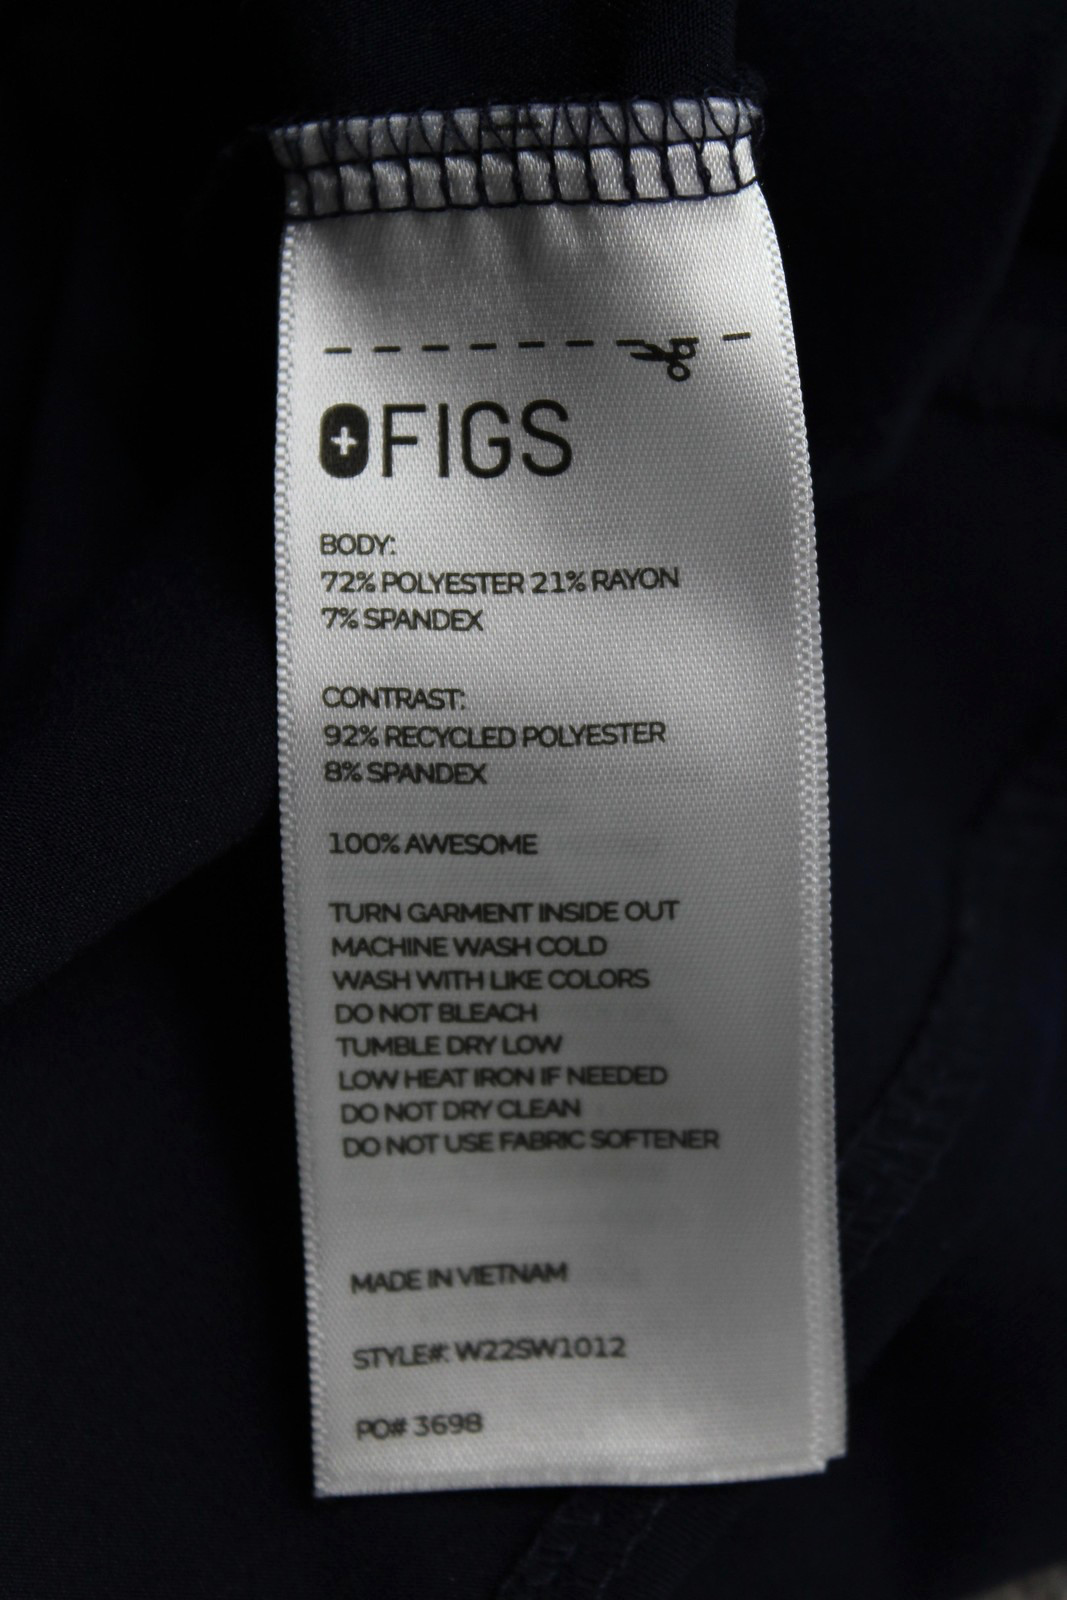 FIGS
BODY:
72% POLYESTER 21% RAYON
7% SPANDEX
CONTRAST:
92% RECYCLED POLYESTER
8% SPANDEX
100% AWESOME
TURN GARMENT INSIDE OUT
MACHINE WASH COLD
WASH WITH LIKE COLORS
DO NOT BLEACH
TUMBLE DRY LOW
LOW HEAT IRON IF NEEDED
DO NOT DRY CLEAN
DO NOT USE FABRIC SOFTENER
MADE IN VIETNAM
STYLE#: W22SW1012
PO# 3698